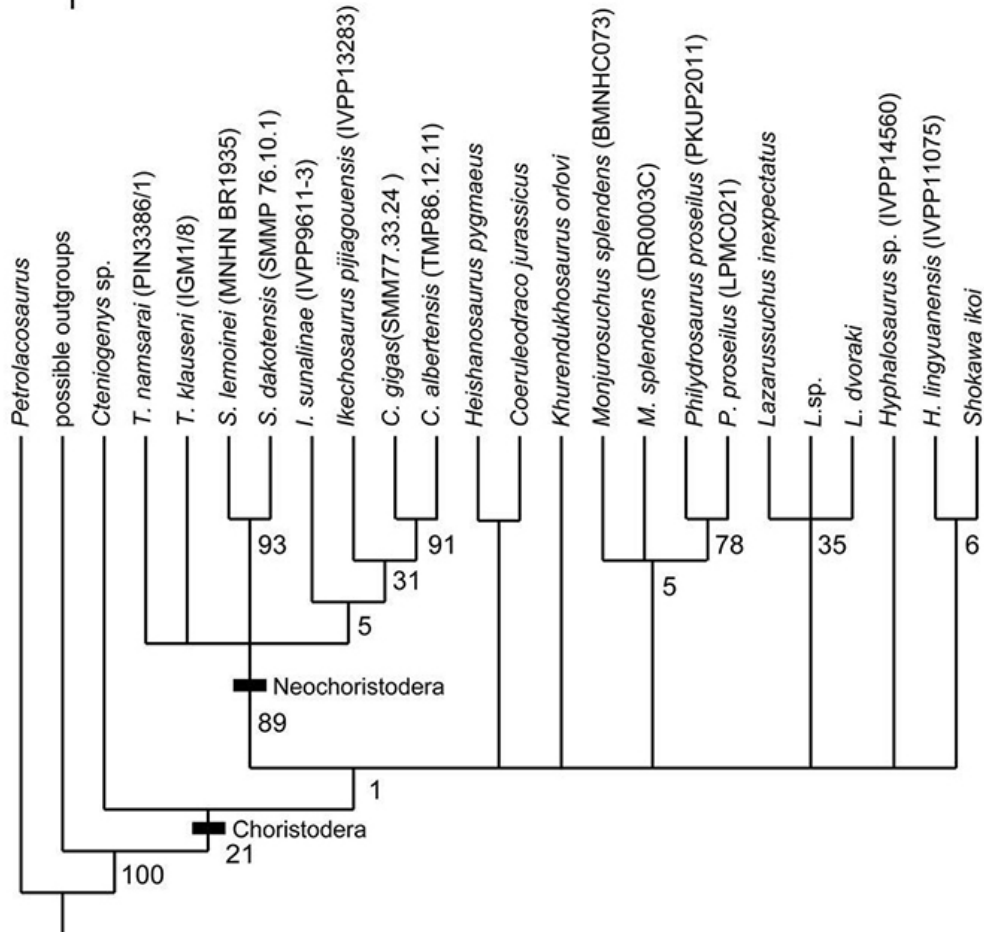 Petrolacosaurus
possible outgroups
Cteniogenys sp.
T. namsarai (PIN3386/1)
T. klauseni (IGM1/8)
S. lemoinei (MNHN BR1935)
S. dakotensis (SMMP 76.10.1)
I. sunalinae (IVPP9611-3)
Ikechosaurus pijiagouensis (IVPP13283)
C. gigas(SMM77.33.24 )
C. albertensis (TMP86.12.11)
Heishanosaurus pygmaeus
Coeruleodraco jurassicus
Khurendukhosaurus orlovi
Monjurosuchus splendens (BMNHC073)
M. splendens (DR0003C)
Philydrosaurus proseilus (PKUP2011)
P. proseilus (LPMC021)
Laziarussuchus inexpectatus
L.sp.
L. dvoraki
Hyphalosaurus sp. (IVPP14560)
H. lingyuanensis (IVPP11075)
Shokawa ikoi
93
91
78
35
6
31
5
5
Neochoristodera
89
1
Choristodera
21
100